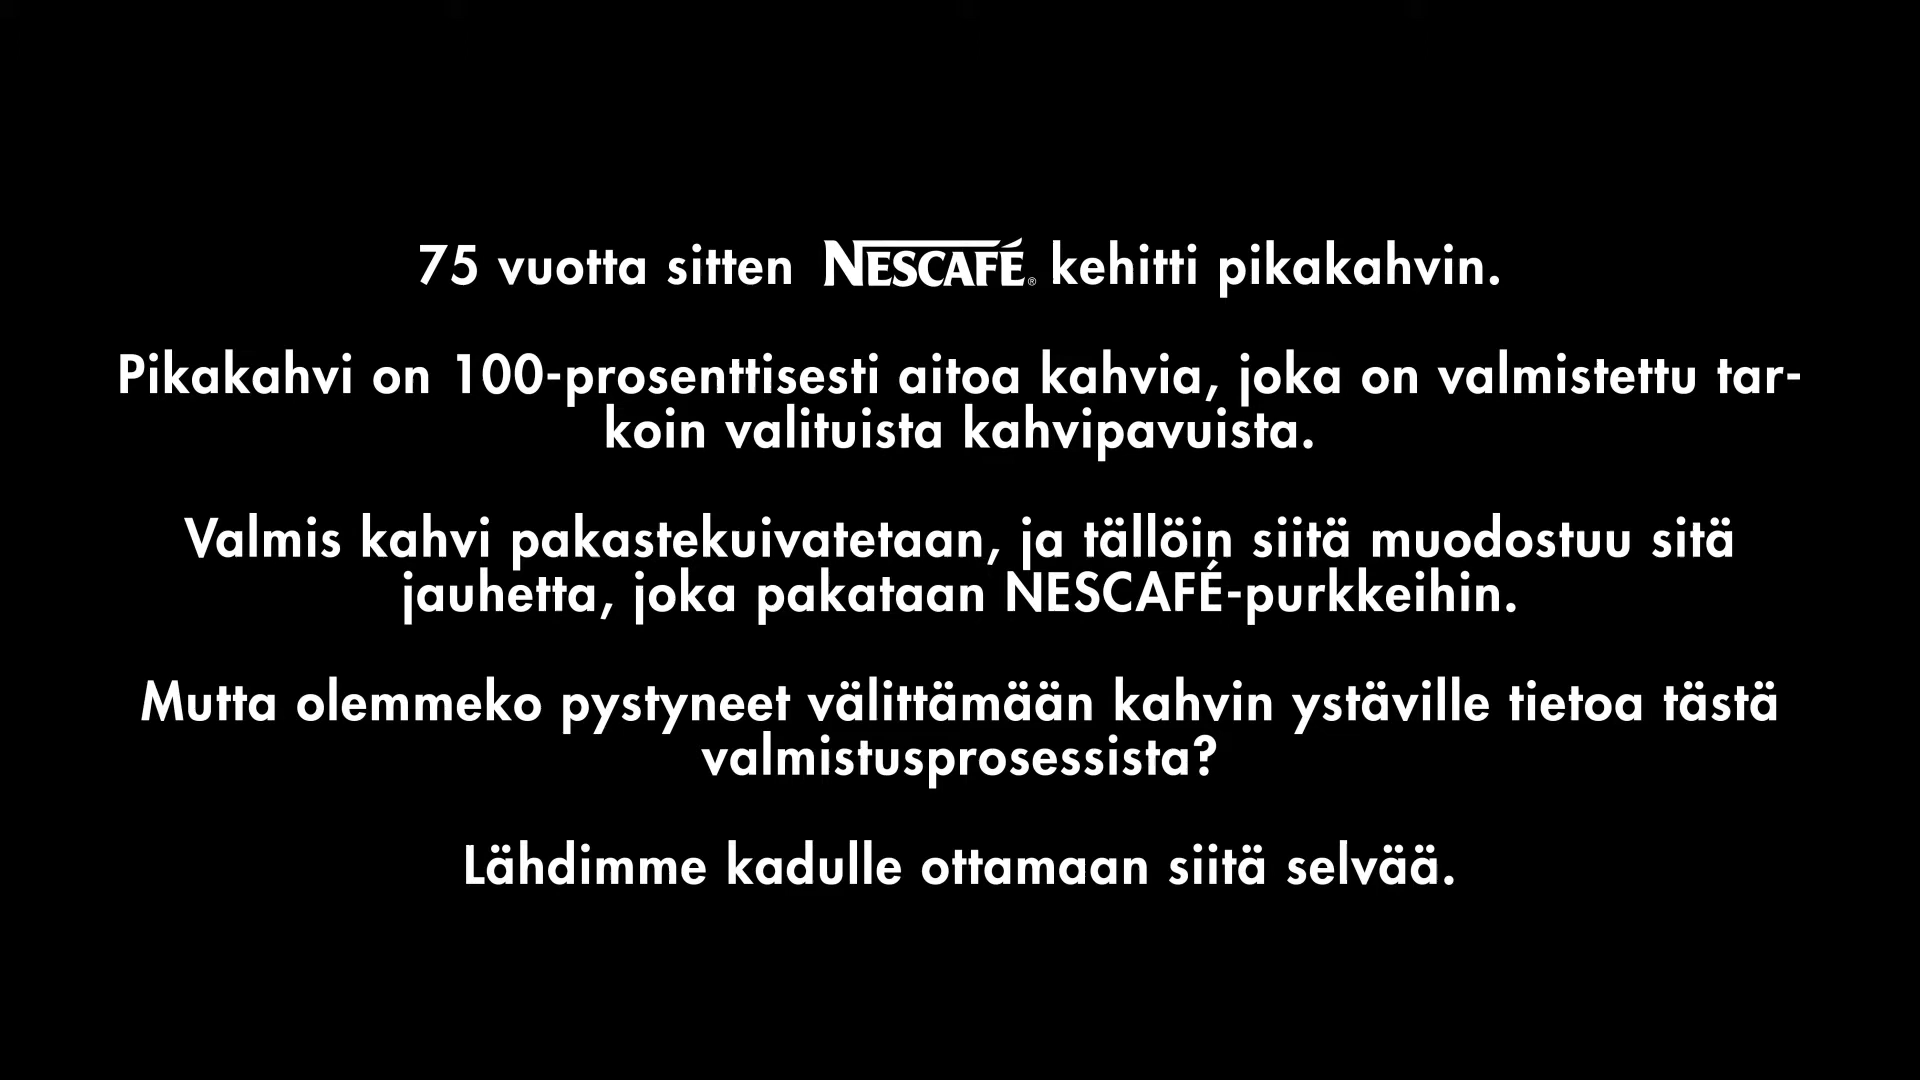 75 vuotta sitten NESCAFÉ® kehitti pikakahvin.
Pikakahvi on 100-prosenttisesti aitoa kahvia, joka on valmistettu tar-
koin valituista kahvipavuista.
Valmis kahvi pakastekuivatetaan, ja tällöin siitä muodostuu sitä
jauhetta, joka pakataan NESCAFÉ-purkkeihin.
Mutta olemmeko pystyneet välittämään kahvin ystäville tietoa tästä
valmistusprosessista?
Lähdimme kadulle ottamaan siitä selvää.